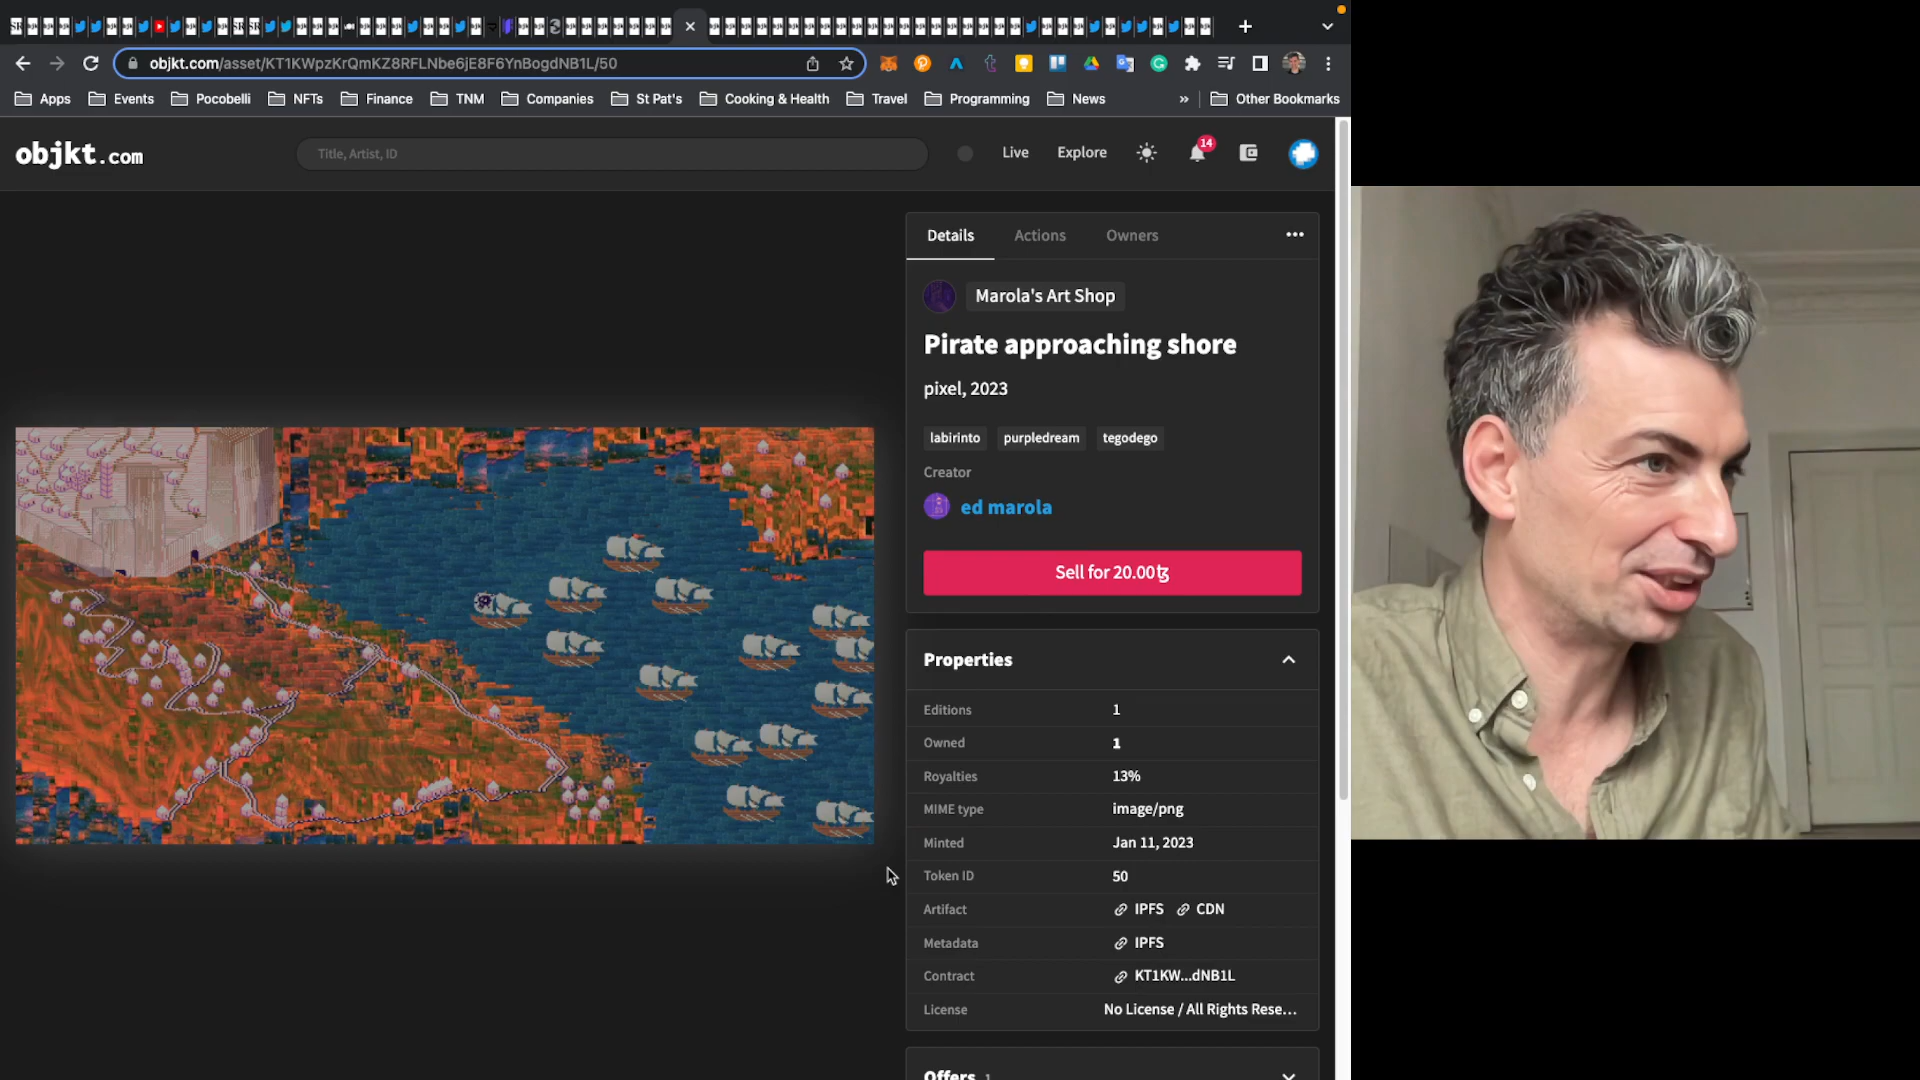 objkt.com/asset/KT1KWpzKrQmKZ8RFLNbe6jE8F6YnBogdNB1L/50
Apps Events Pocobelli NFTs Finance TNM Companies St Pat's Cooking & Health Travel Programming News » Other Bookmarks
objkt.com Title, Artist, ID Live Explore 14
Details Actions Owners
Marola's Art Shop
Pirate approaching shore
pixel, 2023
labirinto purpledream tegodego
Creator
ed marola
Sell for 20.00ꜩ
Properties
Editions 1
Owned 1
Royalties 13%
MIME type image/png
Minted Jan 11, 2023
Token ID 50
Artifact IPFS CDN
Metadata IPFS
Contract KT1KW...dNB1L
License No License / All Rights Rese...
Offers 1